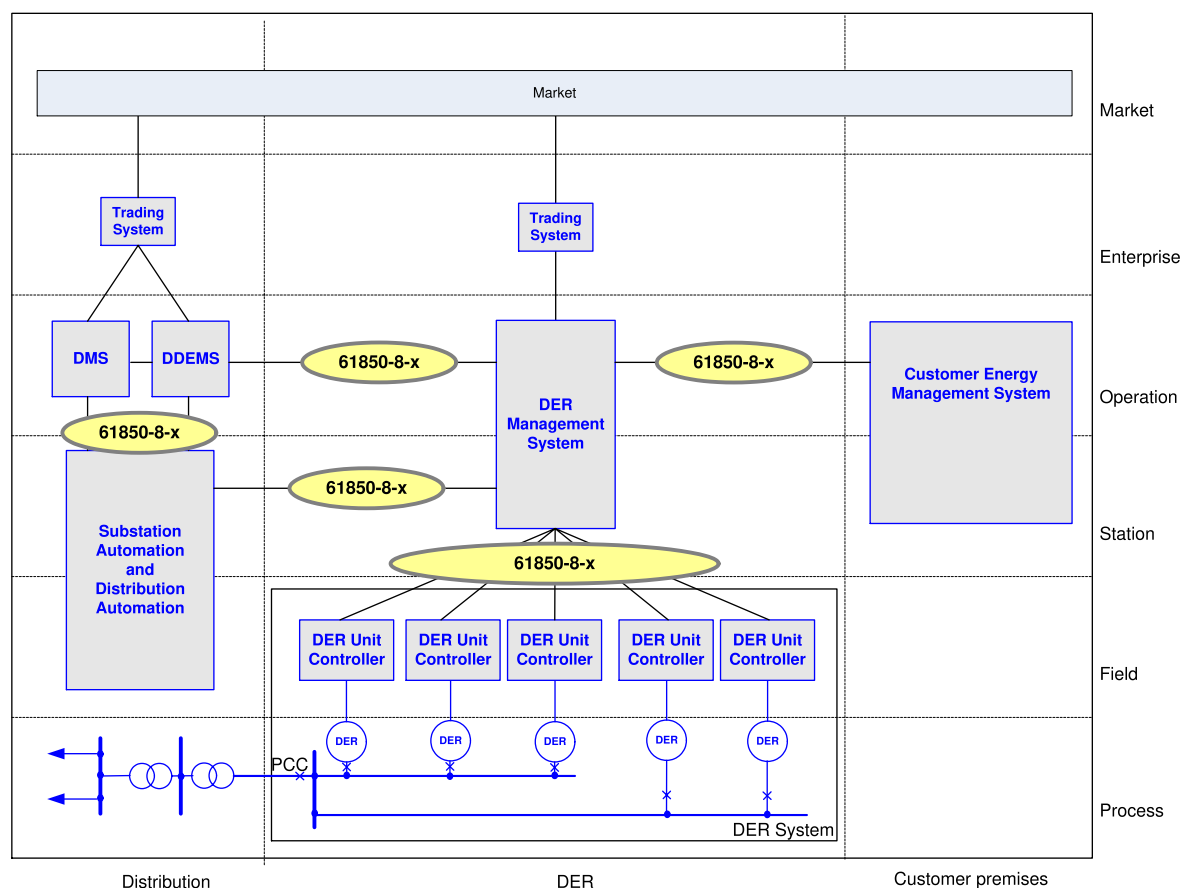 Market
Market
Trading
System
Trading
System
Enterprise
DMS
DDEMS
61850-8-x
61850-8-x
Customer Energy
Management System
DER
Management
System
Operation
61850-8-x
61850-8-x
Substation
Automation
and
Distribution
Automation
Station
61850-8-x
DER Unit
Controller
DER Unit
Controller
DER Unit
Controller
DER Unit
Controller
DER Unit
Controller
Field
DER
DER
DER
DER
DER
PCC
Process
DER System
Distribution
DER
Customer premises